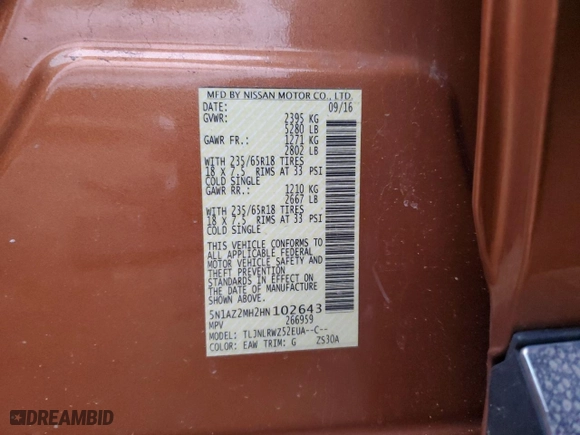 MFD BY NISSAN MOTOR CO., LTD.
DATE: 09/16
GVWR: 2395 KG
5280 LB
GAWR FR.: 1271 KG
2802 LB
WITH 235/65R18 TIRES
18 X 7.5 RIMS AT 33 PSI
COLD SINGLE
GAWR RR.: 1210 KG
2667 LB
WITH 235/65R18 TIRES
18 X 7.5 RIMS AT 33 PSI
COLD SINGLE
THIS VEHICLE CONFORMS TO
ALL APPLICABLE FEDERAL
MOTOR VEHICLE SAFETY AND
THEFT PREVENTION
STANDARDS IN EFFECT ON
THE DATE OF MANUFACTURE
SHOWN ABOVE.
5N1AZ2MH2HN102643
MPV 266959
MODEL: TLJNLRWZ52EUA--C--
COLOR: EAW TRIM: G ZS30A
DREAMBID